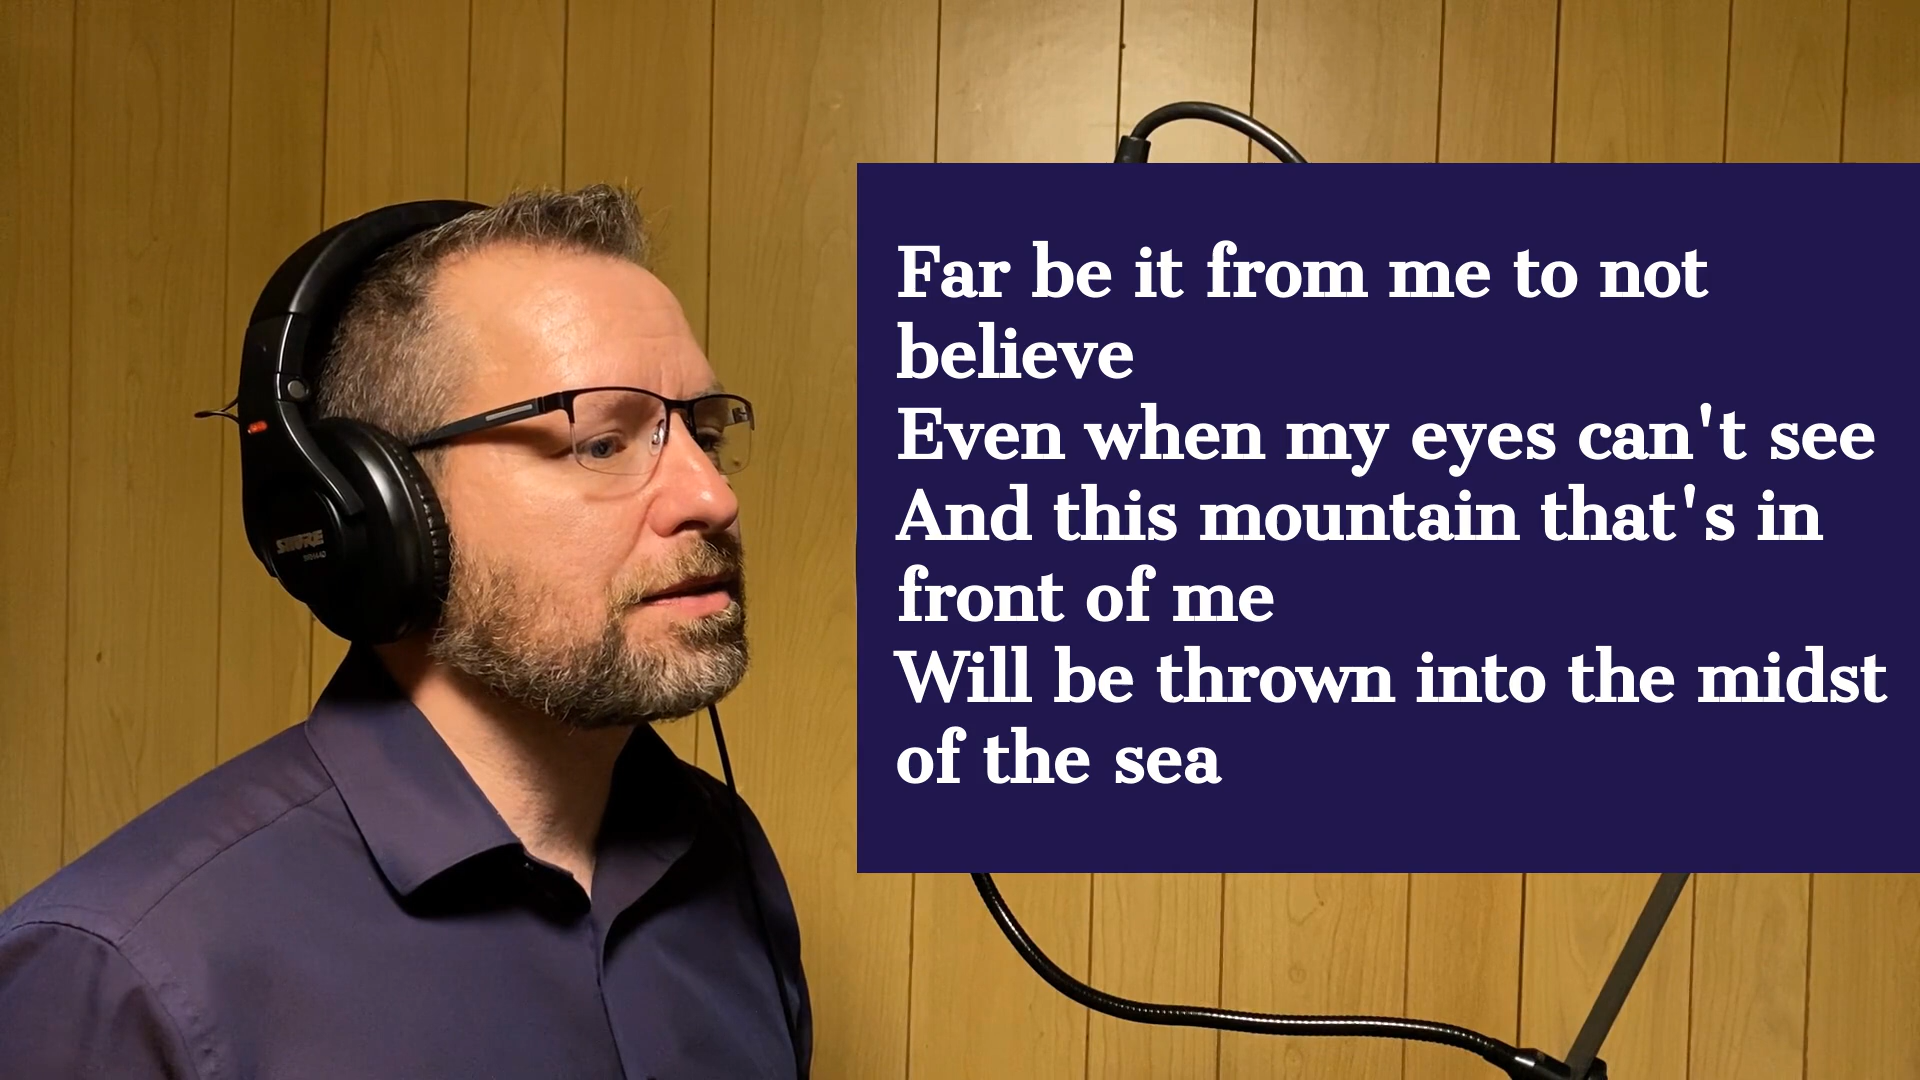 Far be it from me to not
believe
Even when my eyes can't see
And this mountain that's in
front of me
Will be thrown into the midst
of the sea
SHURE